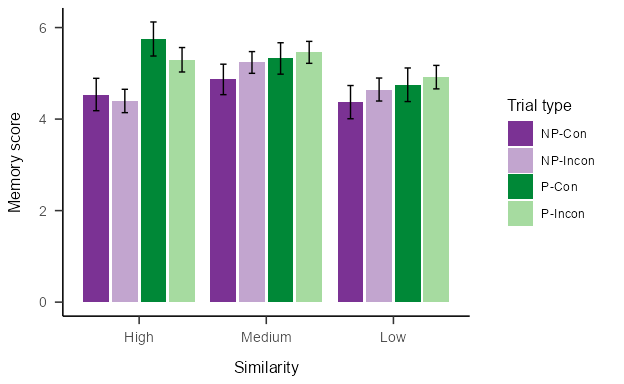 6
4
2
0
Memory score
High
Medium
Low
Similarity
Trial type
NP-Con
NP-Incon
P-Con
P-Incon